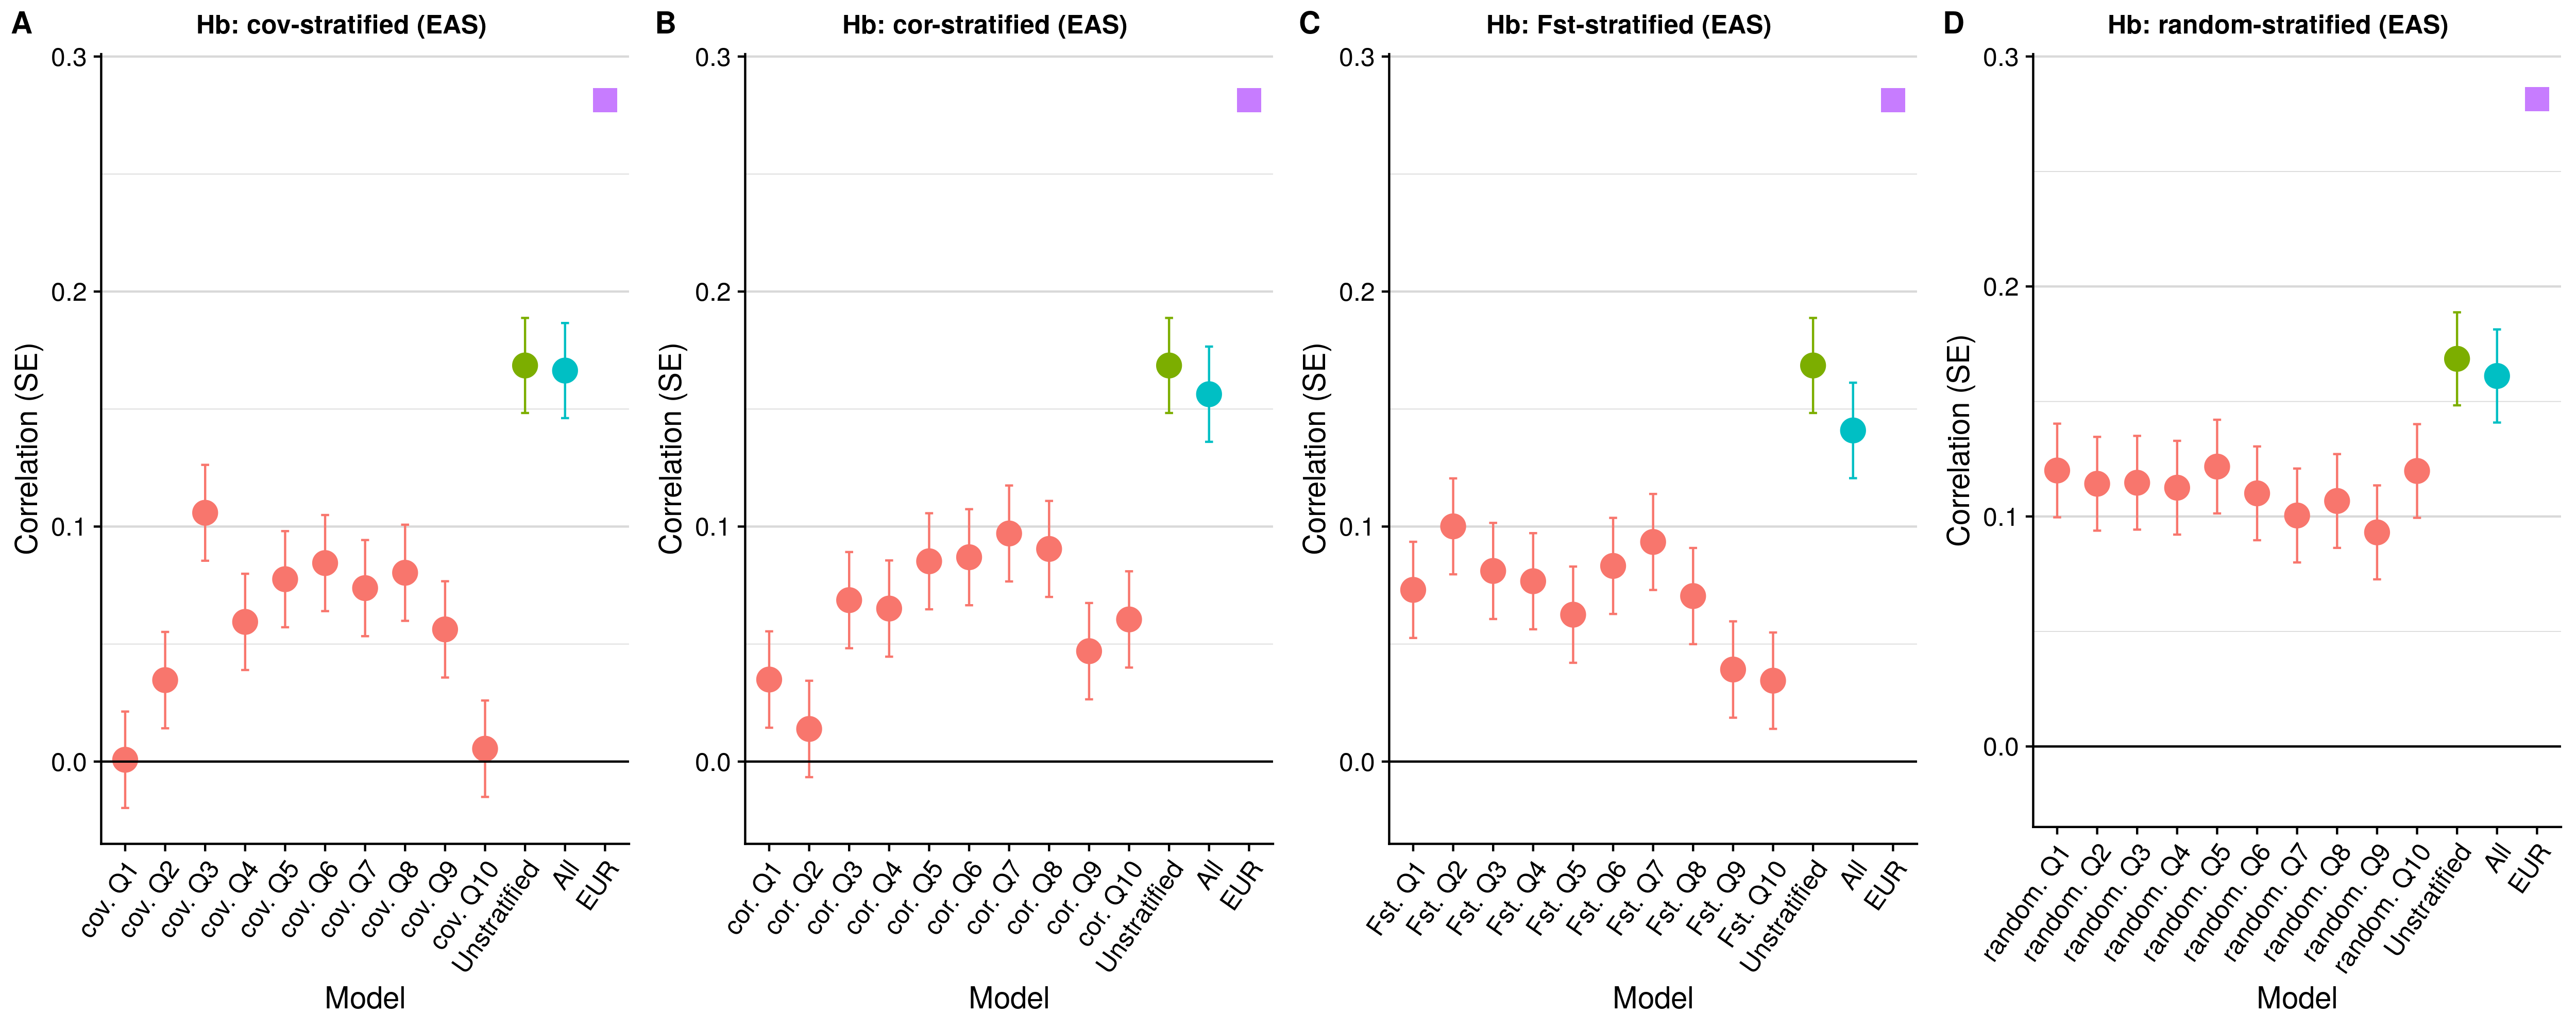 A
Hb: cov-stratified (EAS)
0.3
0.2
0.1
0.0
Correlation (SE)
cov. Q1
cov. Q2
cov. Q3
cov. Q4
cov. Q5
cov. Q6
cov. Q7
cov. Q8
cov. Q9
cov. Q10
Unstratified
All
EUR
Model
B
Hb: cor-stratified (EAS)
0.3
0.2
0.1
0.0
Correlation (SE)
cor. Q1
cor. Q2
cor. Q3
cor. Q4
cor. Q5
cor. Q6
cor. Q7
cor. Q8
cor. Q9
cor. Q10
Unstratified
All
EUR
Model
C
Hb: Fst-stratified (EAS)
0.3
0.2
0.1
0.0
Correlation (SE)
Fst. Q1
Fst. Q2
Fst. Q3
Fst. Q4
Fst. Q5
Fst. Q6
Fst. Q7
Fst. Q8
Fst. Q9
Fst. Q10
Unstratified
All
EUR
Model
D
Hb: random-stratified (EAS)
0.3
0.2
0.1
0.0
Correlation (SE)
random. Q1
random. Q2
random. Q3
random. Q4
random. Q5
random. Q6
random. Q7
random. Q8
random. Q9
random. Q10
Unstratified
All
EUR
Model